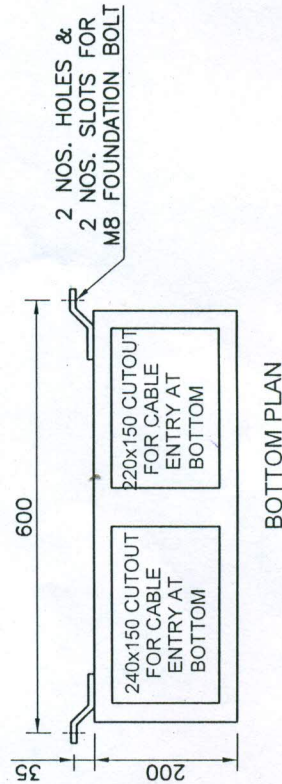 2 NOS. HOLES &
2 NOS. SLOTS FOR
M8 FOUNDATION BOLT
600
35
200
240x150 CUTOUT
FOR CABLE
ENTRY AT
BOTTOM
220x150 CUTOUT
FOR CABLE
ENTRY AT
BOTTOM
BOTTOM PLAN